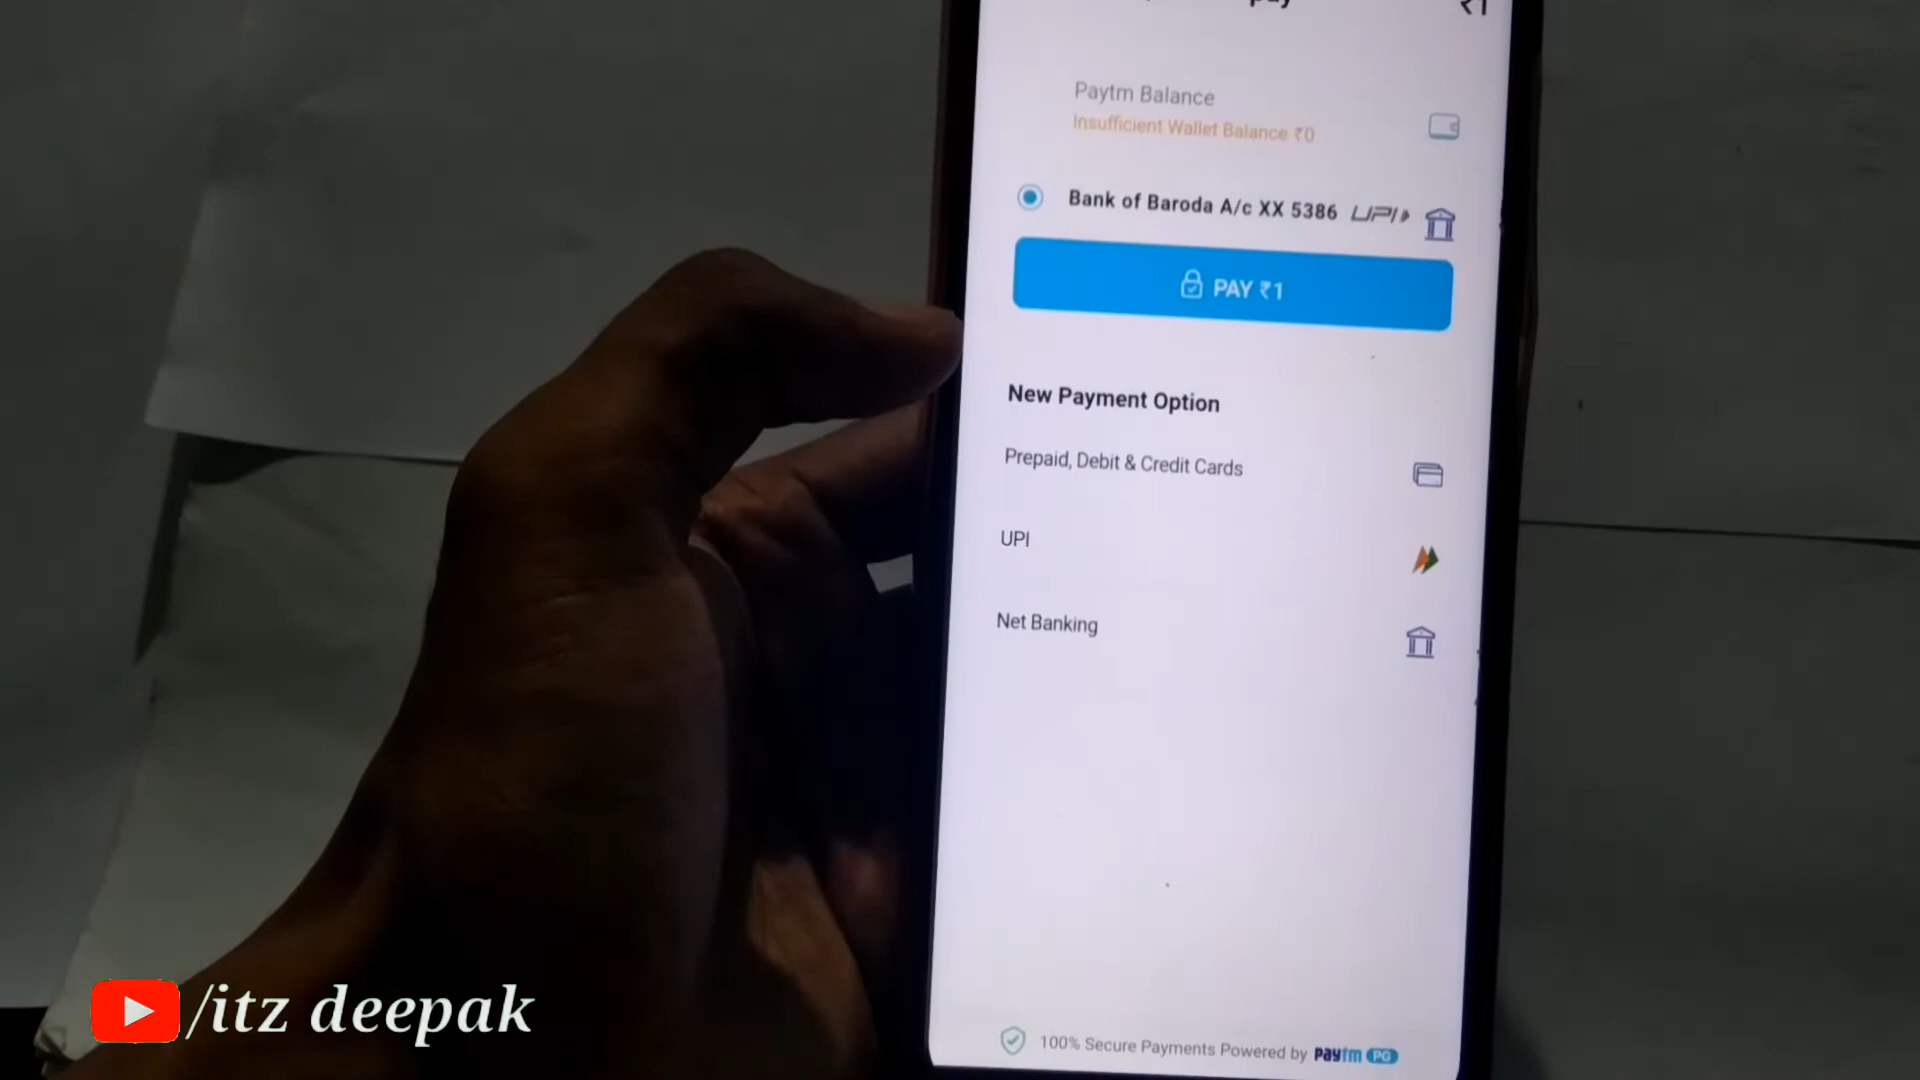 ₹1
Paytm Balance
Insufficient Wallet Balance ₹0
Bank of Baroda A/c XX 5386 UPI
PAY ₹1
New Payment Option
Prepaid, Debit & Credit Cards
UPI
Net Banking
100% Secure Payments Powered by paytm PG
/itz deepak